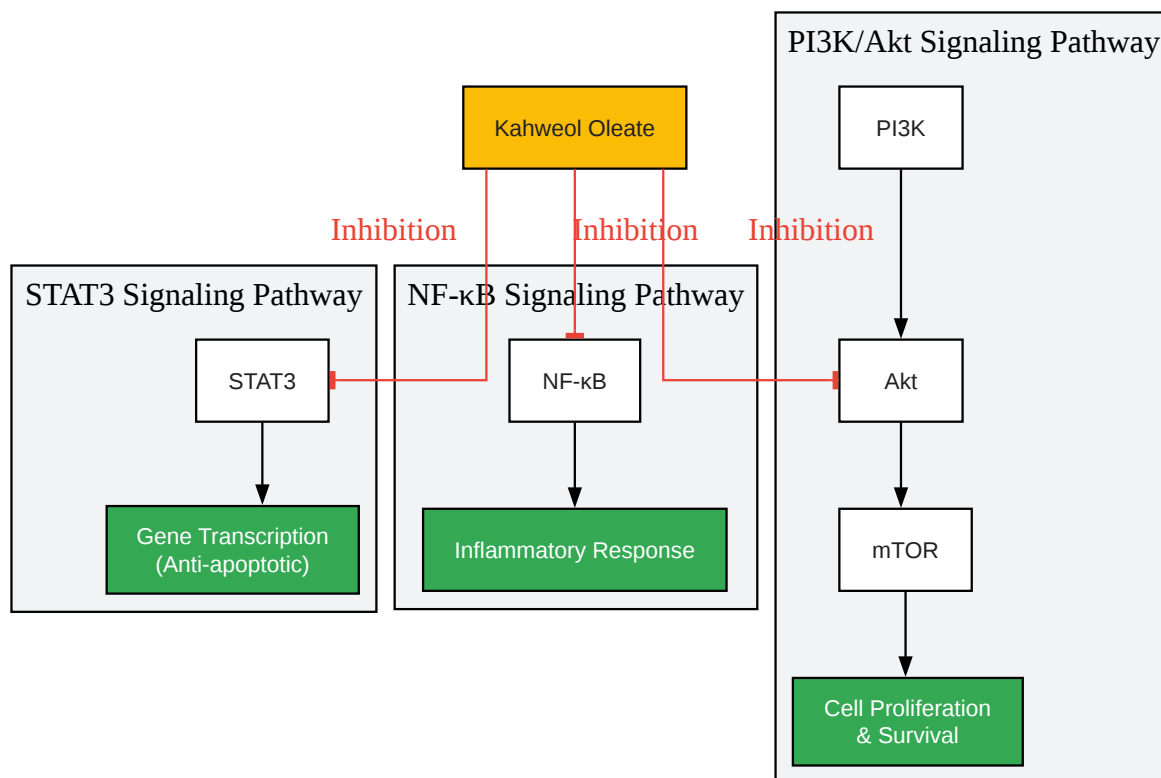 PI3K/Akt Signaling Pathway
Kahweol Oleate
PI3K
Inhibition
Inhibition
Inhibition
STAT3 Signaling Pathway
NF-κB Signaling Pathway
STAT3
NF-κB
Akt
Gene Transcription
(Anti-apoptotic)
Inflammatory Response
mTOR
Cell Proliferation
& Survival